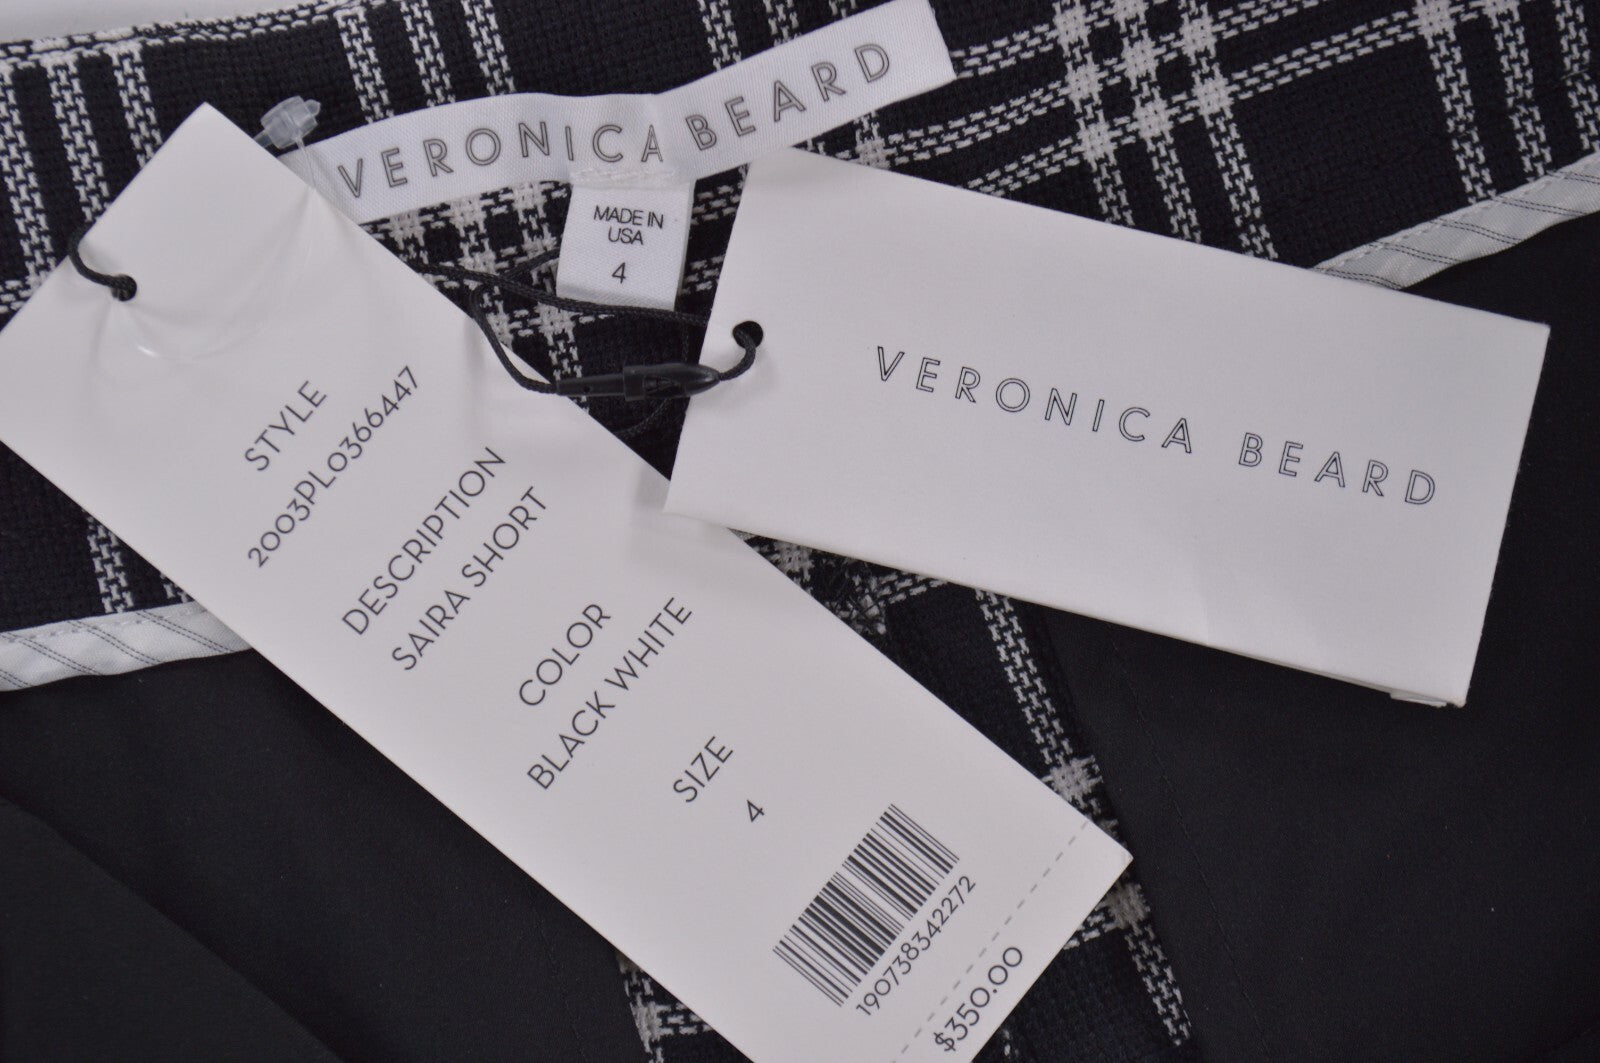 VERONICA BEARD
MADE IN
USA
4
VERONICA BEARD
STYLE
2003PL0366447
DESCRIPTION
SAIRA SHORT
COLOR
BLACK WHITE
SIZE
4
190738342272
$350.00